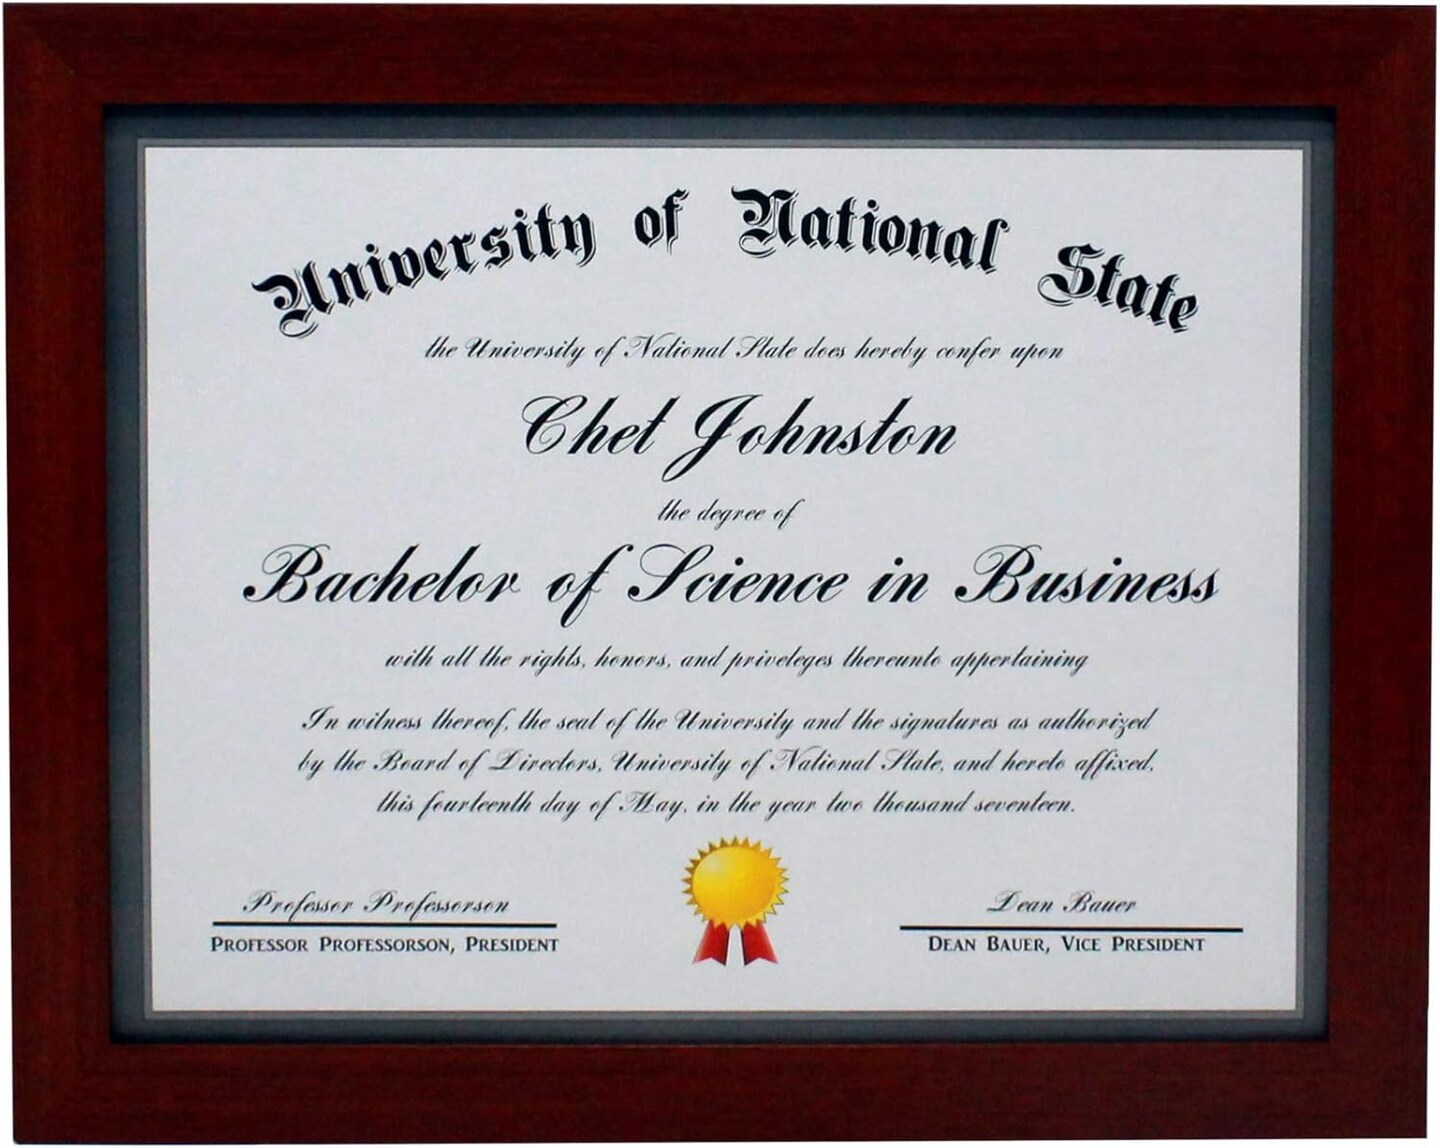 University of National State
the University of National State does hereby confer upon
Chet Johnston
the degree of
Bachelor of Science in Business
with all the rights, honors, and priveleges thereunto appertaining
In witness thereof, the seal of the University and the signatures as authorized
by the Board of Directors, University of National State, and hereto affixed,
this fourteenth day of May, in the year two thousand seventeen.
Professor Professorson
PROFESSOR PROFESSORSON, PRESIDENT
Dean Bauer
DEAN BAUER, VICE PRESIDENT